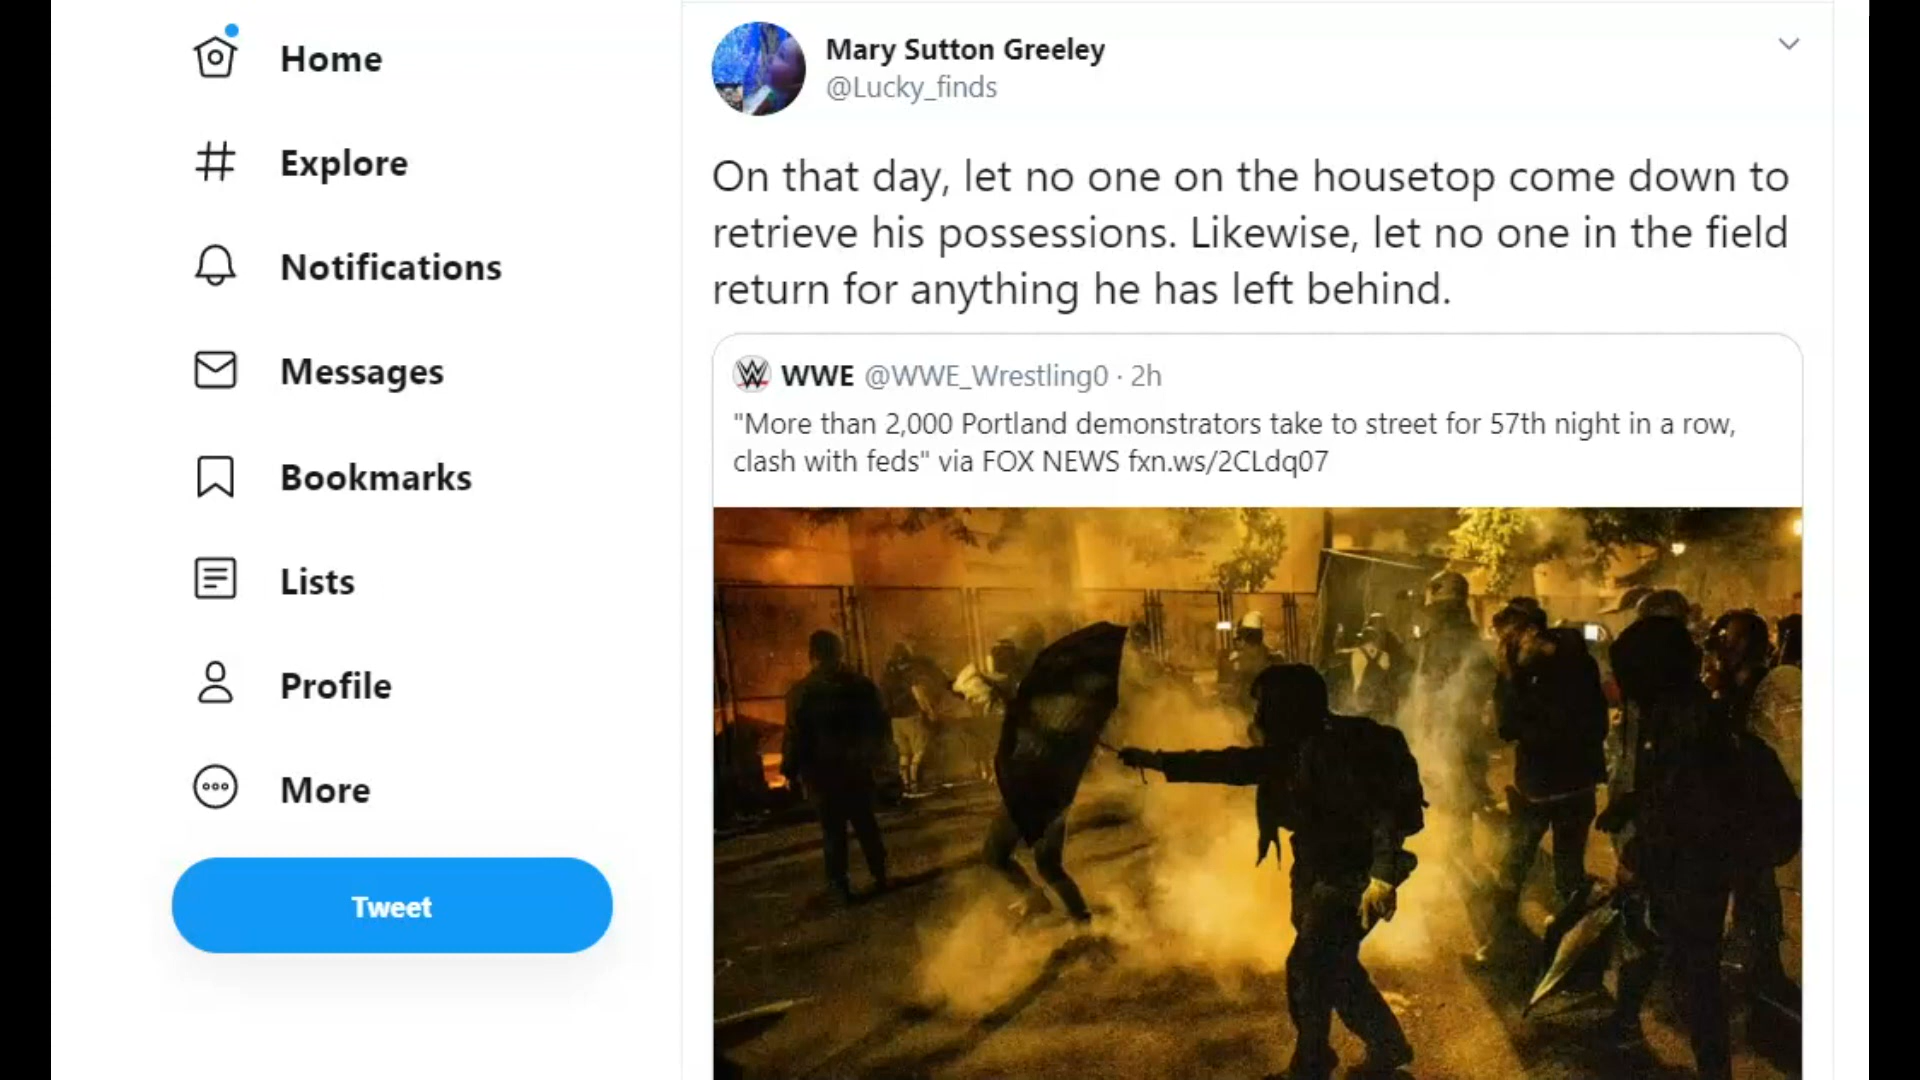 Home
Explore
Notifications
Messages
Bookmarks
Lists
Profile
More
Tweet
Mary Sutton Greeley
@Lucky_finds
On that day, let no one on the housetop come down to
retrieve his possessions. Likewise, let no one in the field
return for anything he has left behind.
WWE @WWE_Wrestling0 · 2h
"More than 2,000 Portland demonstrators take to street for 57th night in a row,
clash with feds" via FOX NEWS fxn.ws/2CLdq07